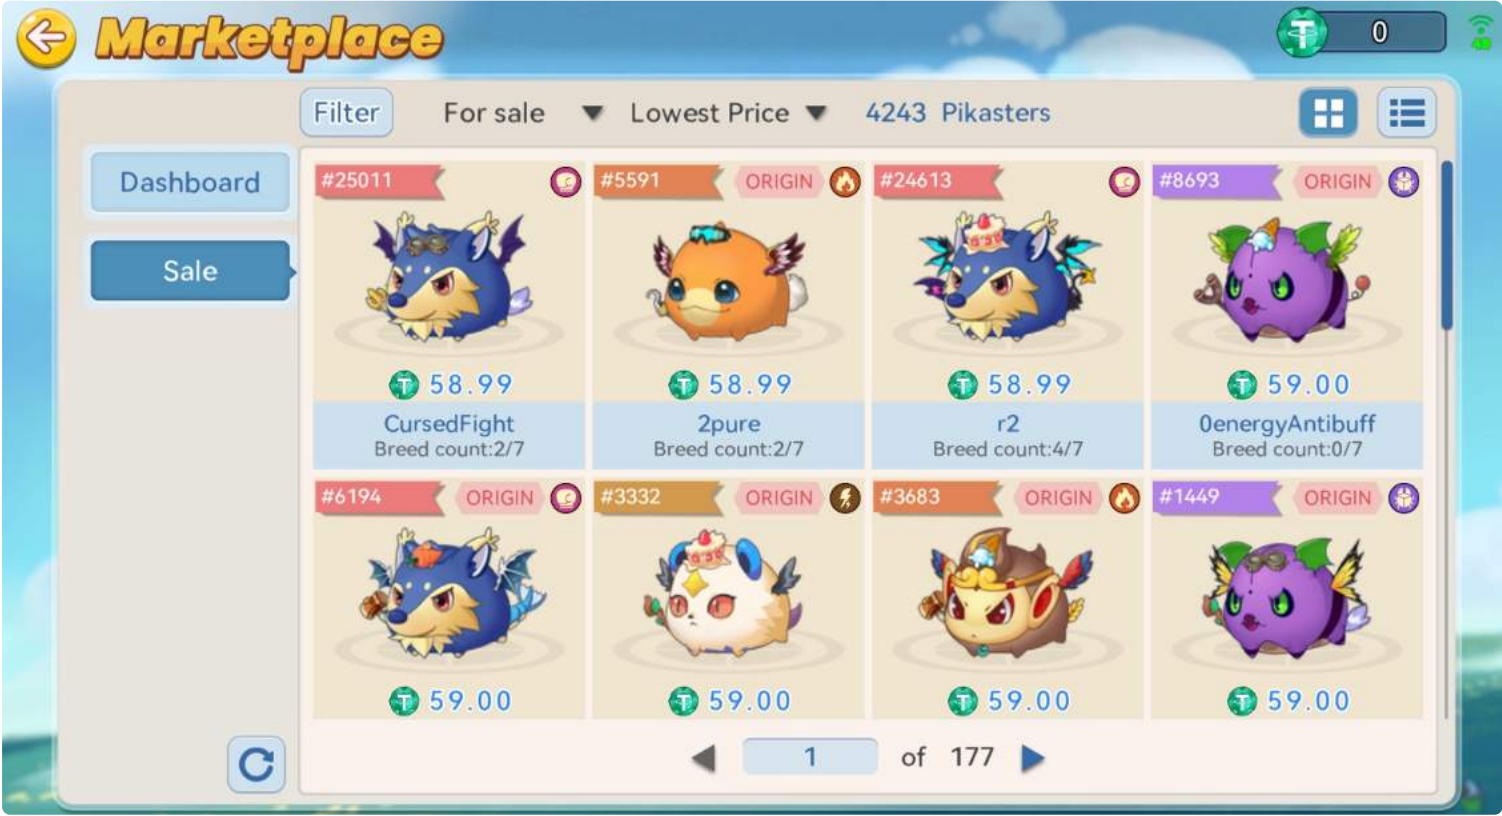 Marketplace
0
Filter
For sale
Lowest Price
4243 Pikasters
Dashboard
Sale
#25011
#5591 ORIGIN
#24613
#8693 ORIGIN
58.99
58.99
58.99
59.00
CursedFight
2pure
r2
0energyAntibuff
Breed count:2/7
Breed count:2/7
Breed count:4/7
Breed count:0/7
#6194 ORIGIN
#3332 ORIGIN
#3683 ORIGIN
#1449 ORIGIN
59.00
59.00
59.00
59.00
1 of 177